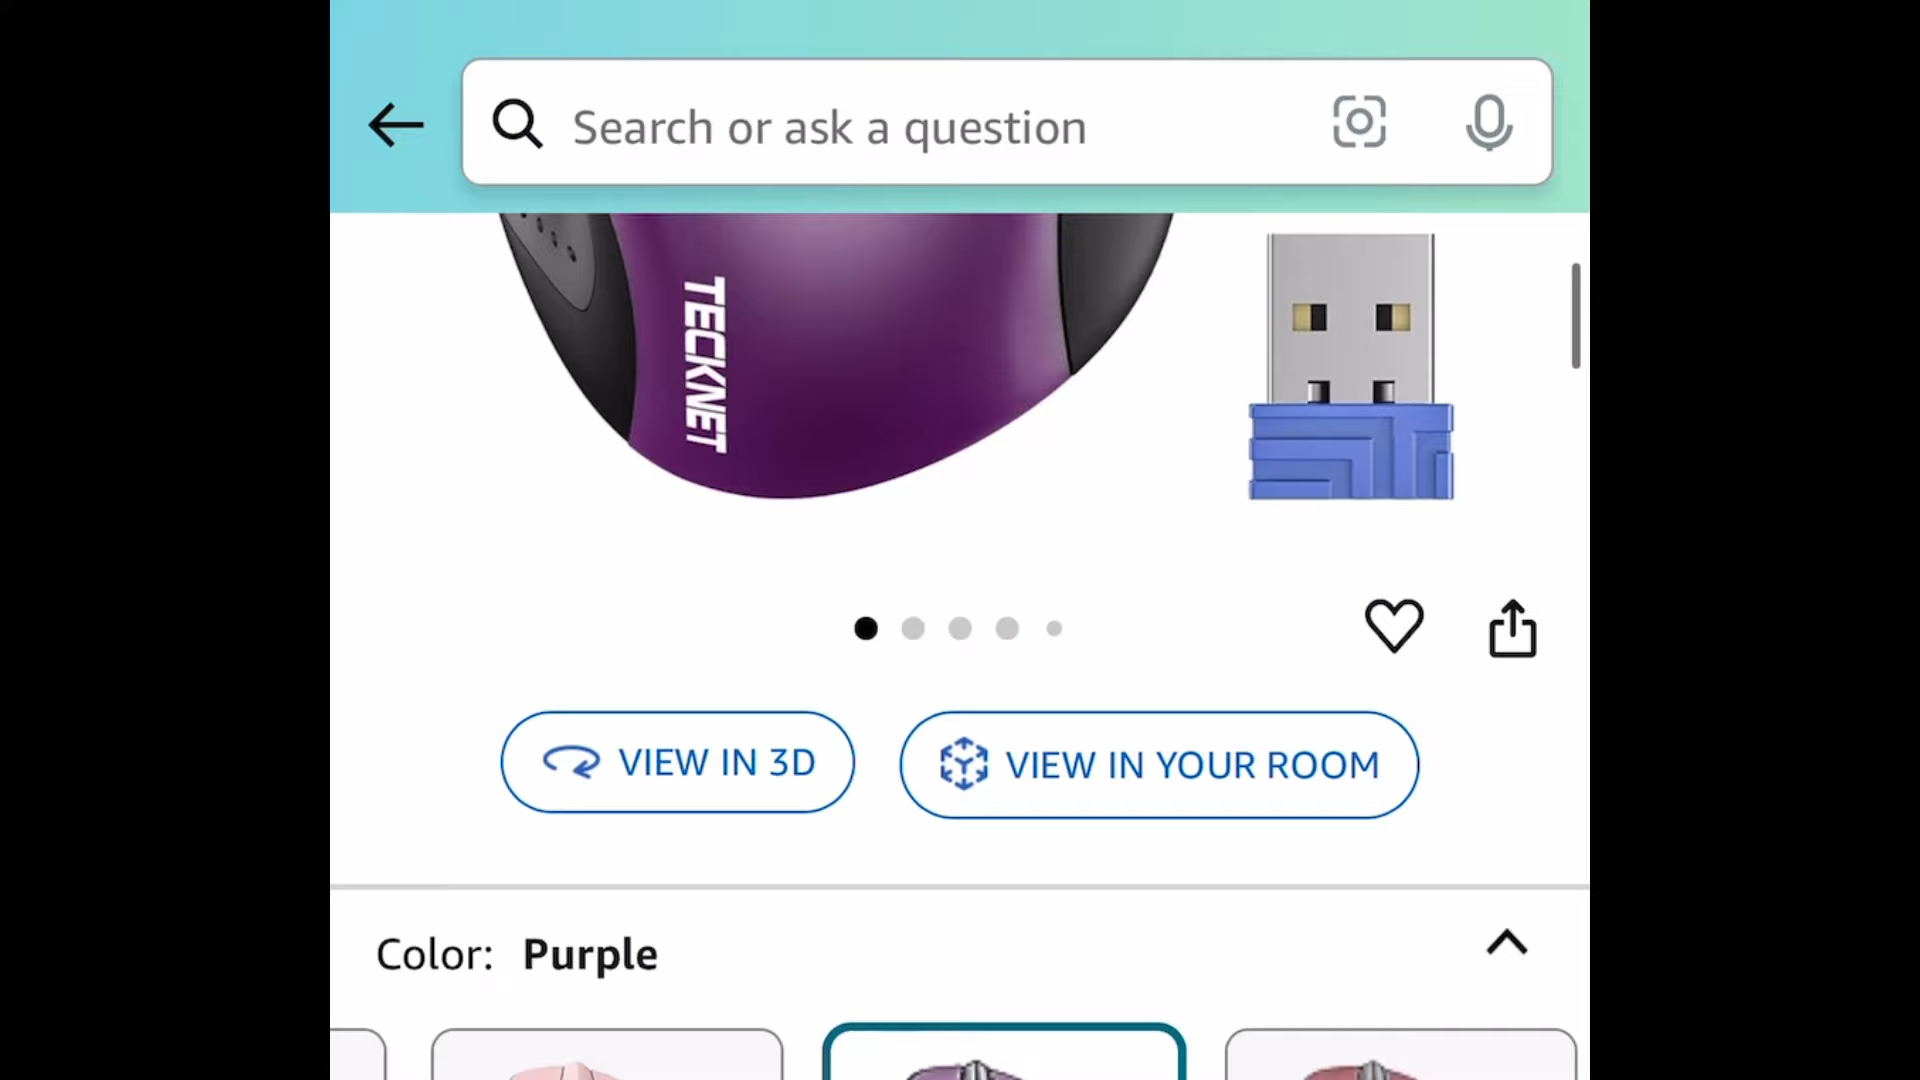 Search or ask a question
TECKNET
VIEW IN 3D
VIEW IN YOUR ROOM
Color: Purple